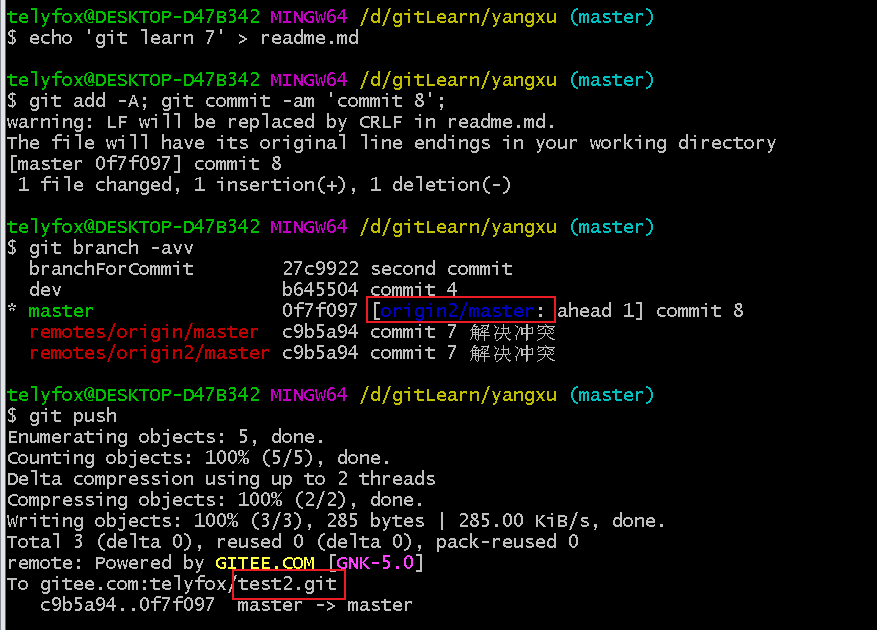 telyfox@DESKTOP-D47B342 MINGW64 /d/gitLearn/yangxu (master)
$ echo 'git learn 7' > readme.md
telyfox@DESKTOP-D47B342 MINGW64 /d/gitLearn/yangxu (master)
$ git add -A; git commit -am 'commit 8';
warning: LF will be replaced by CRLF in readme.md.
The file will have its original line endings in your working directory
[master 0f7f097] commit 8
 1 file changed, 1 insertion(+), 1 deletion(-)
telyfox@DESKTOP-D47B342 MINGW64 /d/gitLearn/yangxu (master)
$ git branch -avv
  branchForCommit        27c9922 second commit
  dev                    b645504 commit 4
* master                 0f7f097 [origin2/master: ahead 1] commit 8
  remotes/origin/master  c9b5a94 commit 7 解决冲突
  remotes/origin2/master c9b5a94 commit 7 解决冲突
telyfox@DESKTOP-D47B342 MINGW64 /d/gitLearn/yangxu (master)
$ git push
Enumerating objects: 5, done.
Counting objects: 100% (5/5), done.
Delta compression using up to 2 threads
Compressing objects: 100% (2/2), done.
Writing objects: 100% (3/3), 285 bytes | 285.00 KiB/s, done.
Total 3 (delta 0), reused 0 (delta 0), pack-reused 0
remote: Powered by GITEE.COM [GNK-5.0]
To gitee.com:telyfox/test2.git
   c9b5a94..0f7f097  master -> master